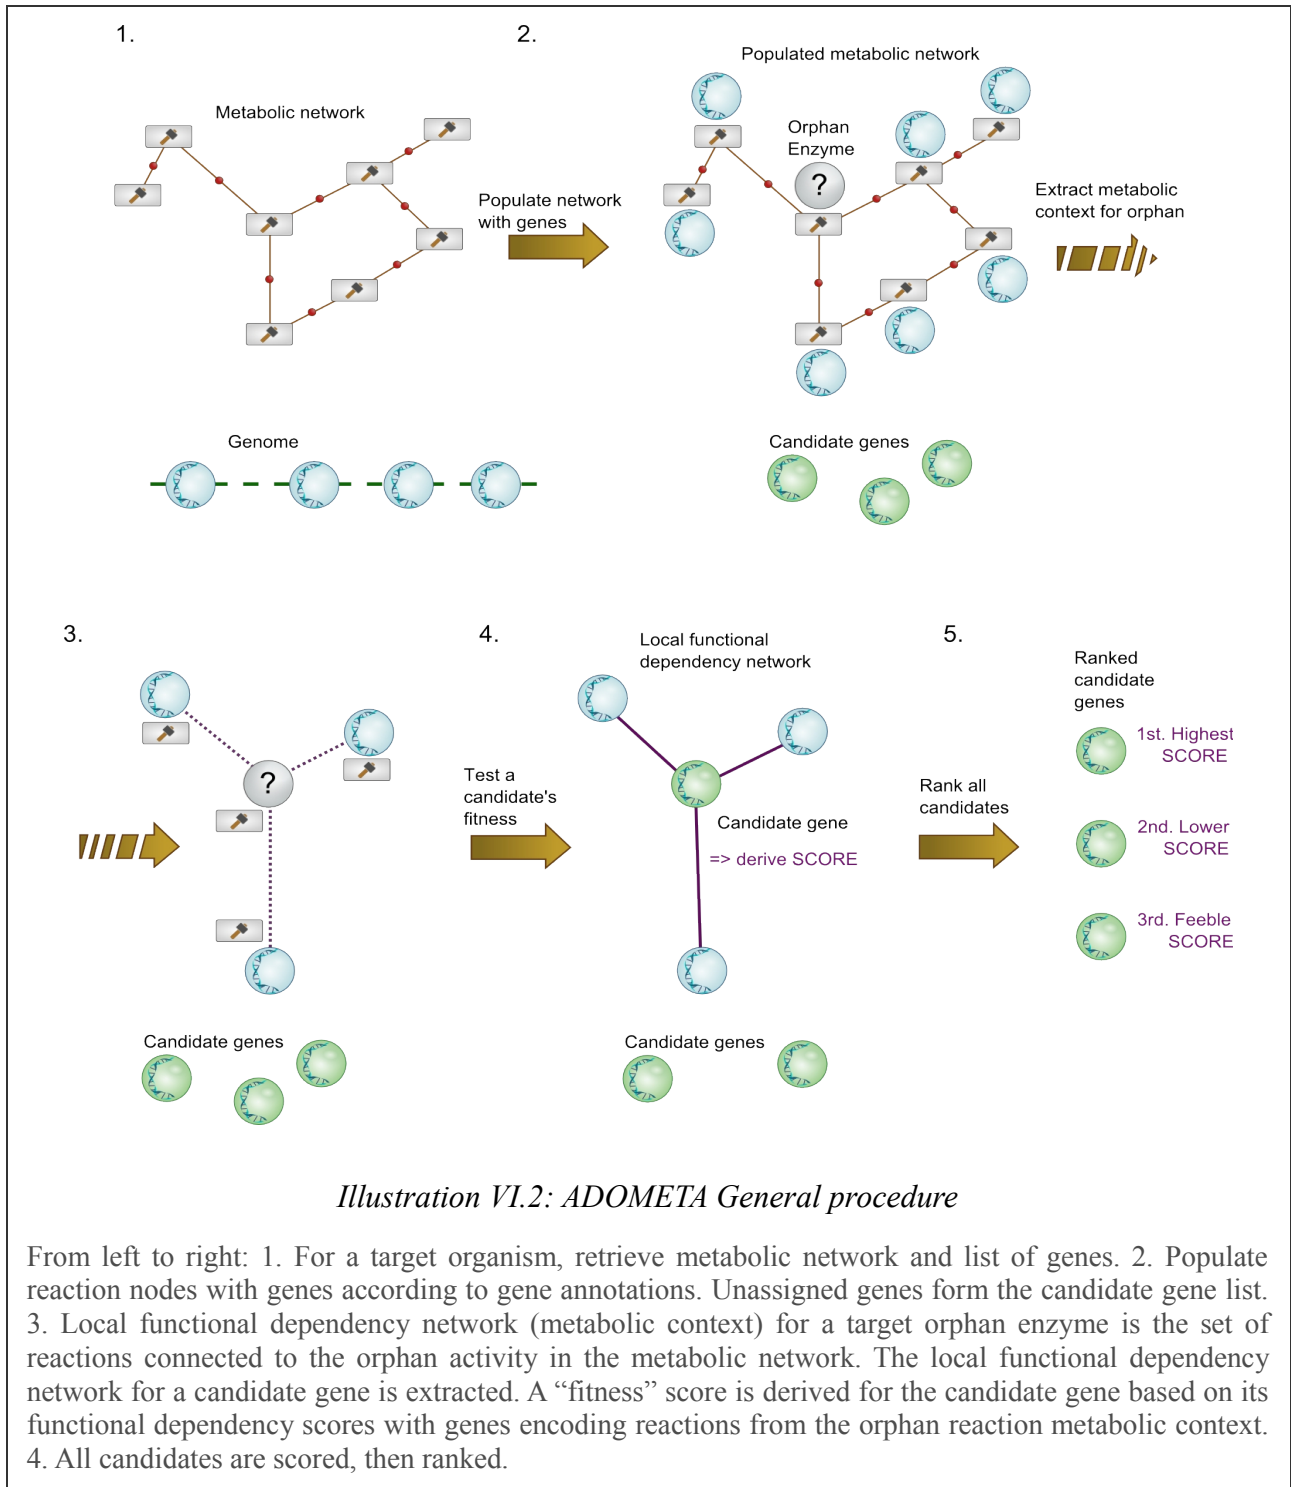 1.
Metabolic network
Populate network
with genes
Genome
2.
Populated metabolic network
Orphan
Enzyme
?
Extract metabolic
context for orphan
Candidate genes
3.
?
Candidate genes
Test a
candidate's
fitness
4.
Local functional
dependency network
Candidate gene
=> derive SCORE
Candidate genes
Rank all
candidates
5.
Ranked
candidate
genes
1st. Highest
SCORE
2nd. Lower
SCORE
3rd. Feeble
SCORE
Illustration VI.2: ADOMETA General procedure
From left to right: 1. For a target organism, retrieve metabolic network and list of genes. 2. Populate
reaction nodes with genes according to gene annotations. Unassigned genes form the candidate gene list.
3. Local functional dependency network (metabolic context) for a target orphan enzyme is the set of
reactions connected to the orphan activity in the metabolic network. The local functional dependency
network for a candidate gene is extracted. A “fitness” score is derived for the candidate gene based on its
functional dependency scores with genes encoding reactions from the orphan reaction metabolic context.
4. All candidates are scored, then ranked.